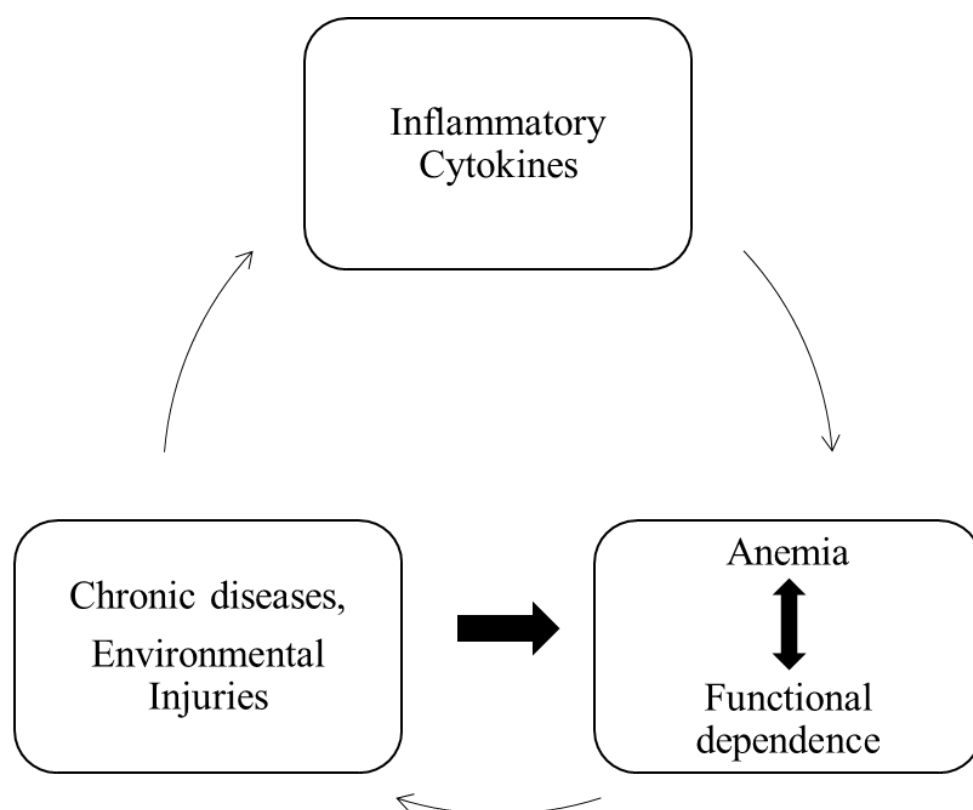 Inflammatory
Cytokines
Chronic diseases,
Environmental
Injuries
Anemia
Functional
dependence